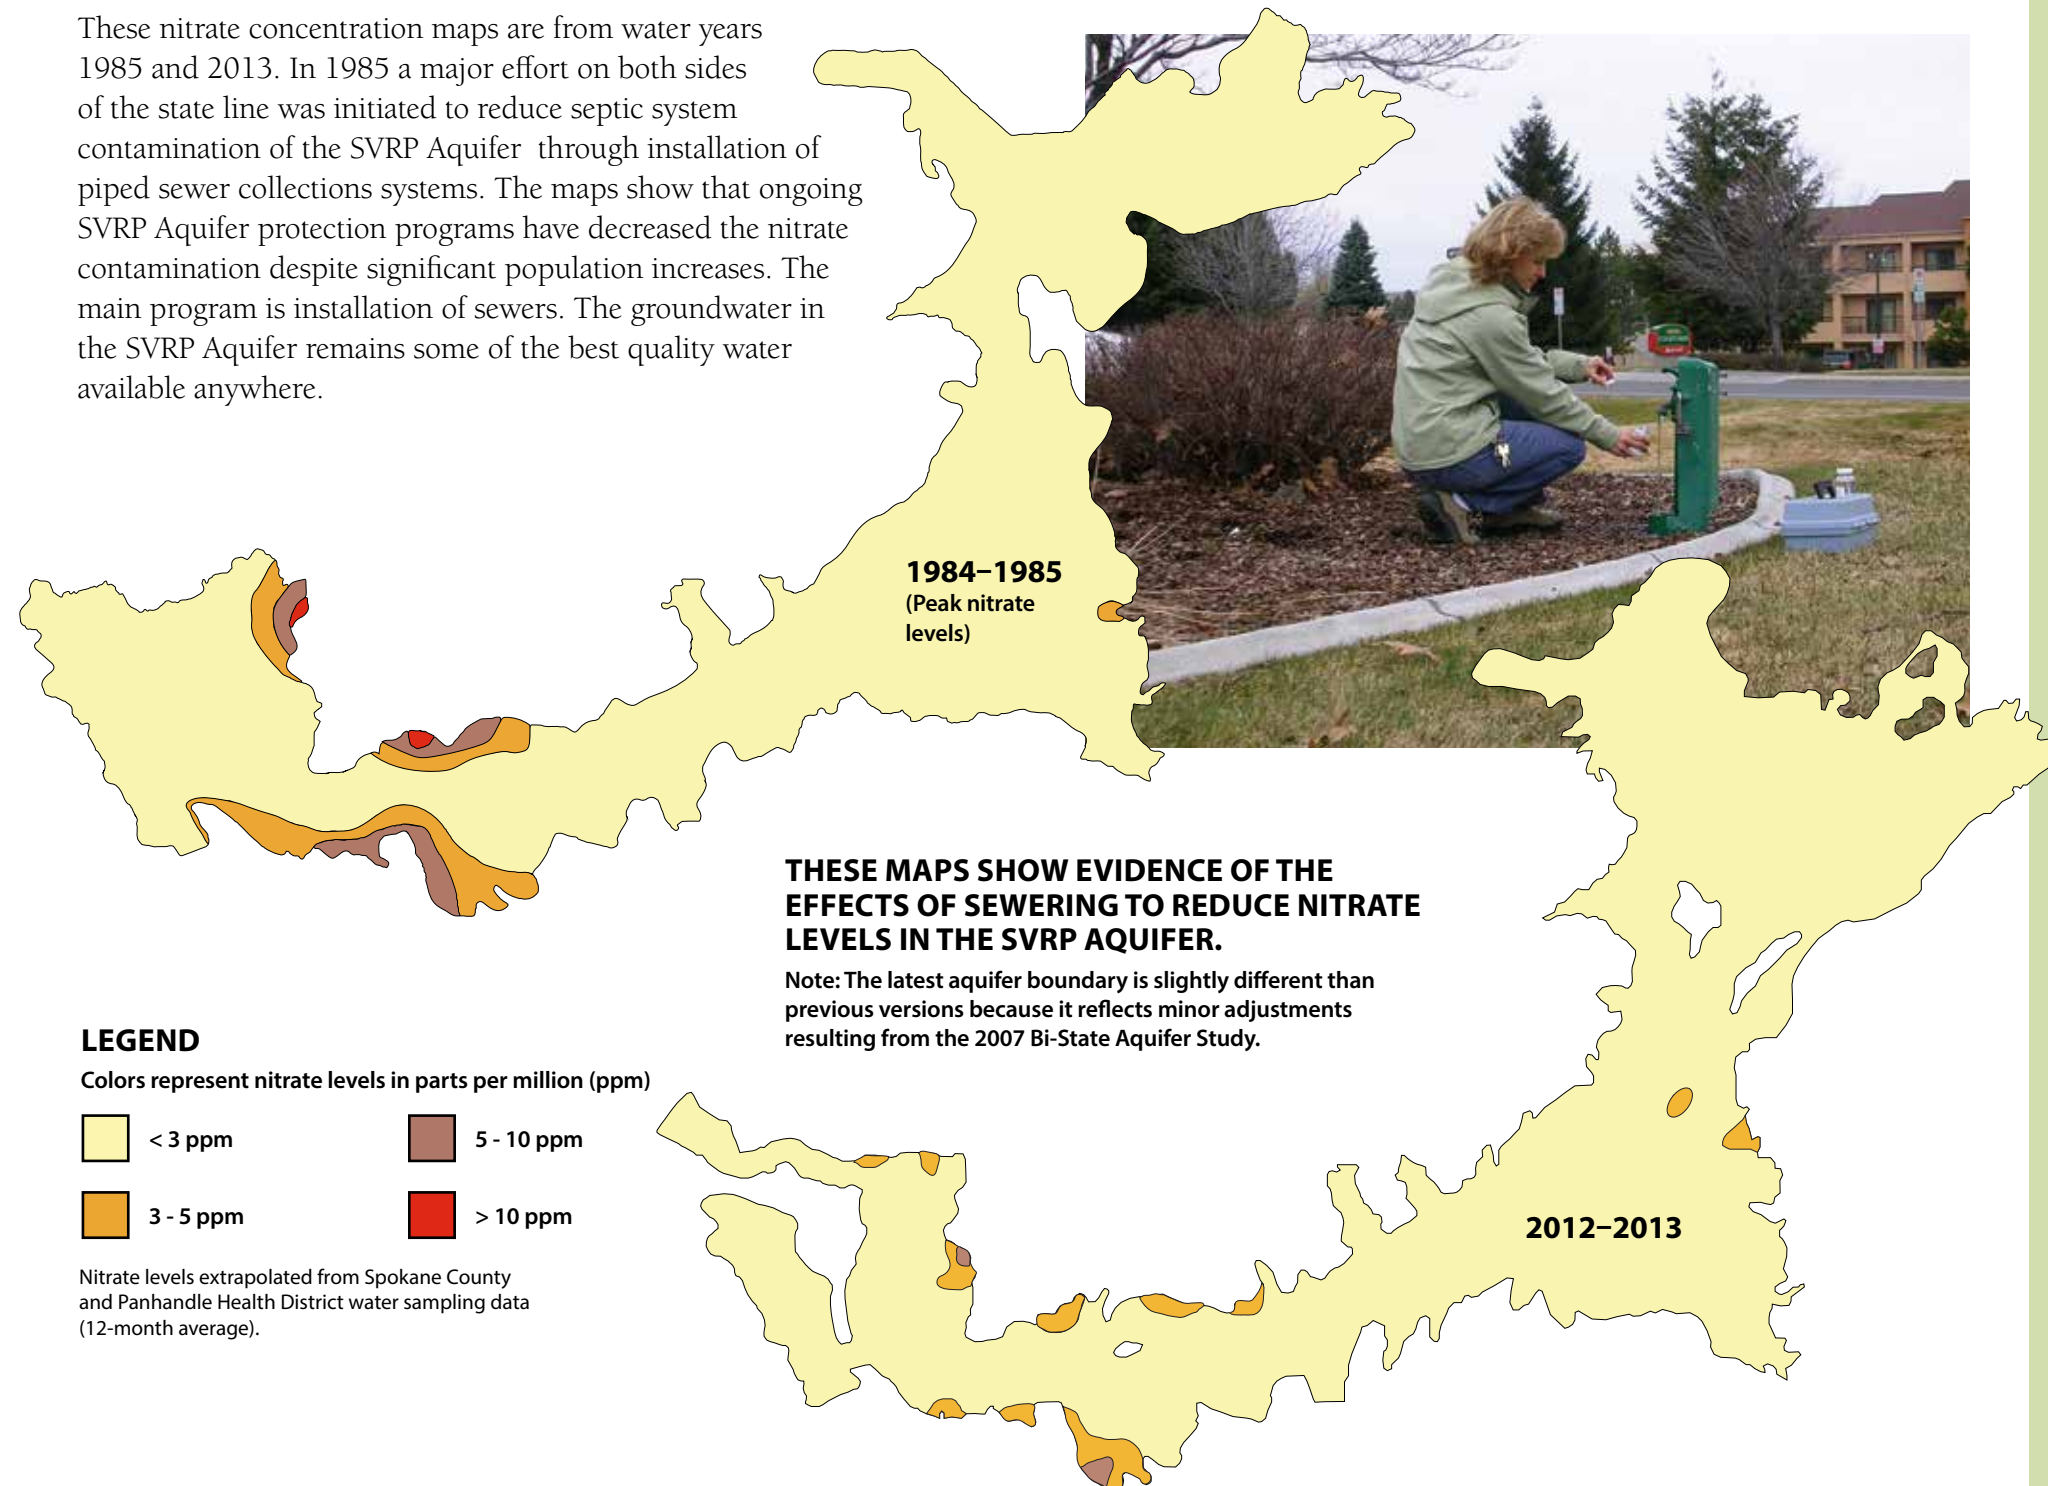 These nitrate concentration maps are from water years
1985 and 2013. In 1985 a major effort on both sides
of the state line was initiated to reduce septic system
contamination of the SVRP Aquifer through installation of
piped sewer collections systems. The maps show that ongoing
SVRP Aquifer protection programs have decreased the nitrate
contamination despite significant population increases. The
main program is installation of sewers. The groundwater in
the SVRP Aquifer remains some of the best quality water
available anywhere.
1984–1985
(Peak nitrate
levels)
THESE MAPS SHOW EVIDENCE OF THE
EFFECTS OF SEWERING TO REDUCE NITRATE
LEVELS IN THE SVRP AQUIFER.
Note: The latest aquifer boundary is slightly different than
previous versions because it reflects minor adjustments
resulting from the 2007 Bi-State Aquifer Study.
LEGEND
Colors represent nitrate levels in parts per million (ppm)
< 3 ppm
5 - 10 ppm
3 - 5 ppm
> 10 ppm
Nitrate levels extrapolated from Spokane County
and Panhandle Health District water sampling data
(12-month average).
2012–2013